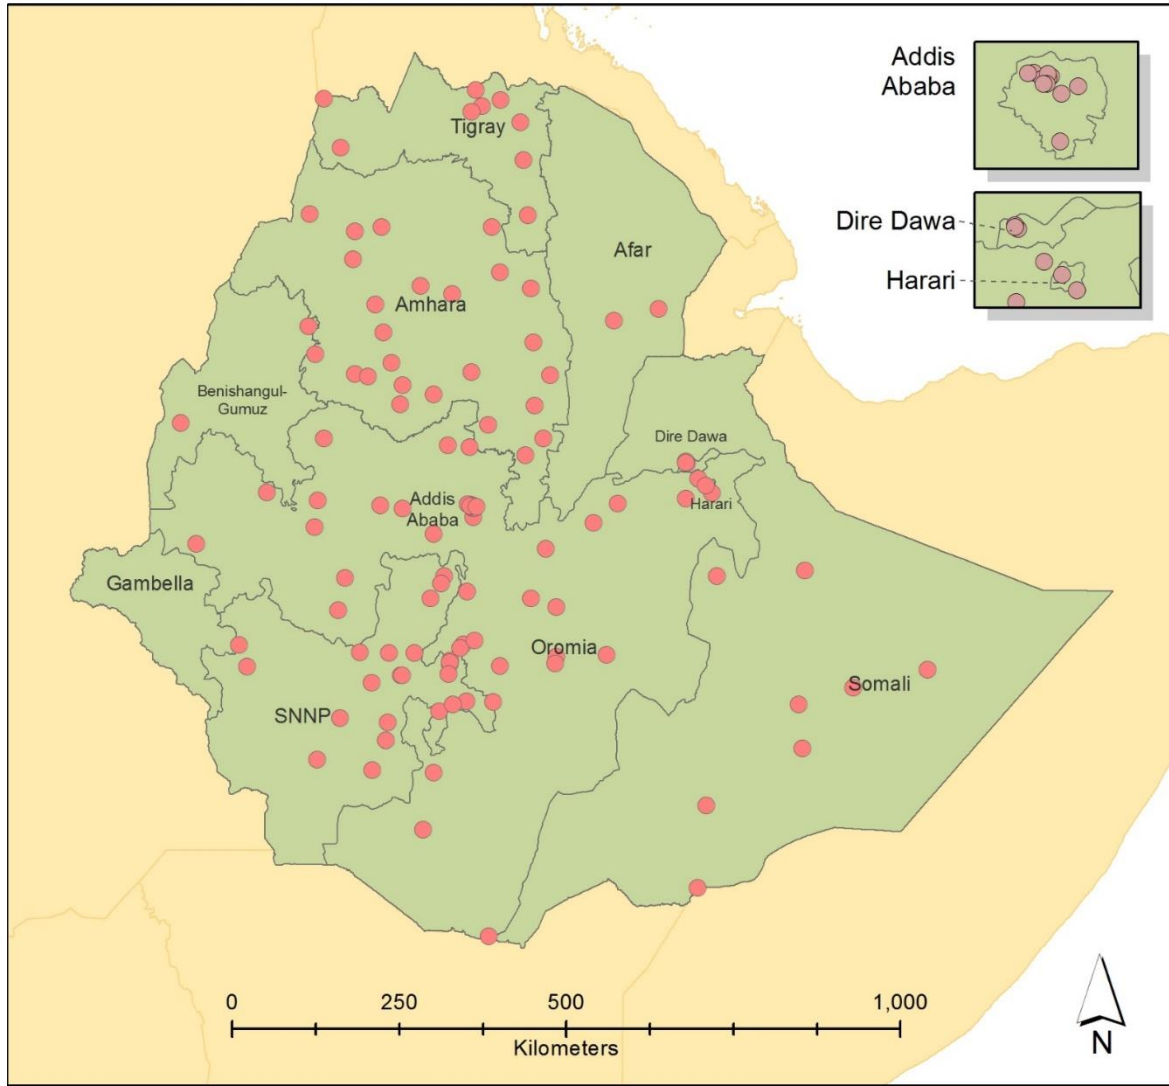 Addis
Ababa
Tigray
Dire Dawa
Afar
Harari
Amhara
Benishangul-
Gumuz
Dire Dawa
Addis
Ababa
Harari
Gambella
Oromia
Somali
SNNP
0
250
500
1,000
Kilometers
N